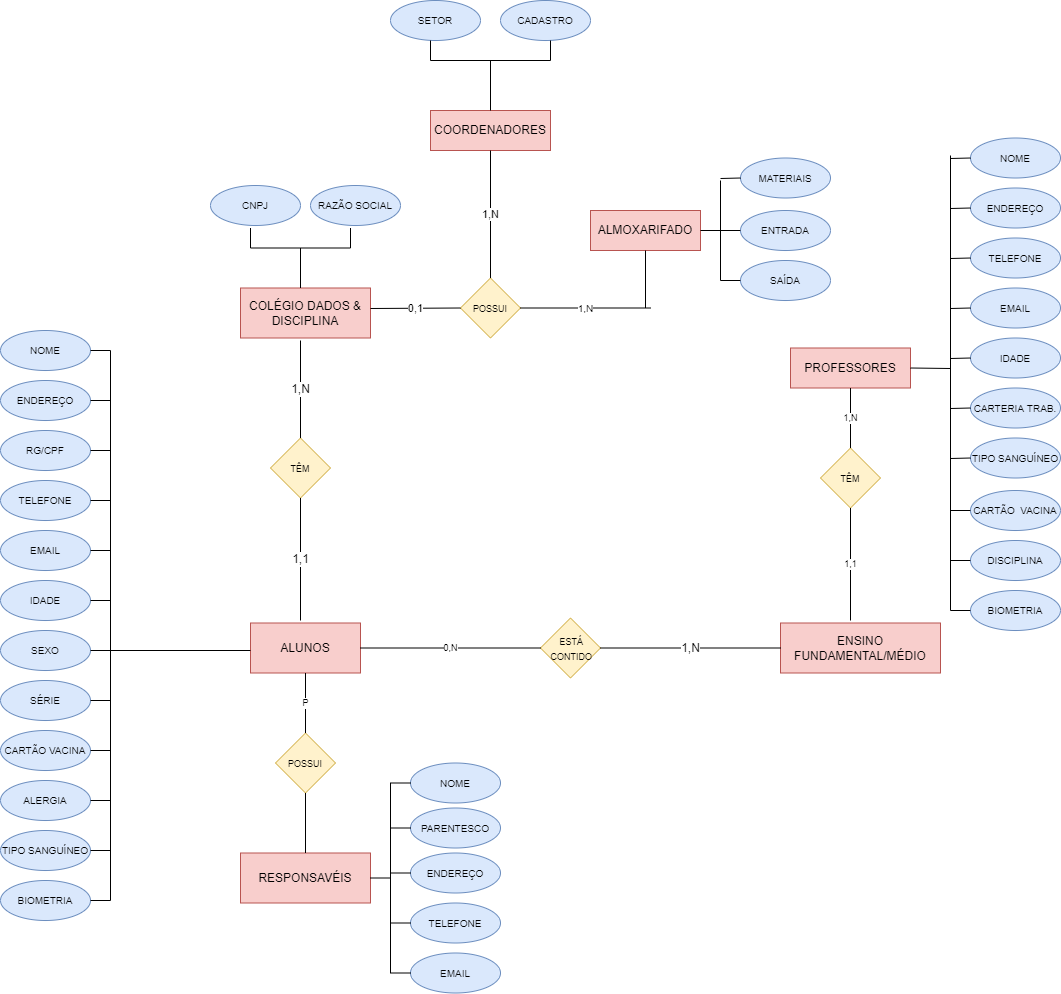 SETOR
CADASTRO
COORDENADORES
1,N
MATERIAIS
ENTRADA
SAÍDA
ALMOXARIFADO
CNPJ
RAZÃO SOCIAL
COLÉGIO DADOS &
DISCIPLINA
0,1
POSSUI
1,N
NOME
ENDEREÇO
TELEFONE
EMAIL
IDADE
CARTERIA TRAB.
TIPO SANGUÍNEO
CARTÃO VACINA
DISCIPLINA
BIOMETRIA
PROFESSORES
1,N
TÊM
1,1
1,N
TÊM
1,1
NOME
ENDEREÇO
RG/CPF
TELEFONE
EMAIL
IDADE
SEXO
SÉRIE
CARTÃO VACINA
ALERGIA
TIPO SANGUÍNEO
BIOMETRIA
ALUNOS
0,N
ESTÁ
CONTIDO
1,N
ENSINO
FUNDAMENTAL/MÉDIO
P
POSSUI
RESPONSAVÉIS
NOME
PARENTESCO
ENDEREÇO
TELEFONE
EMAIL